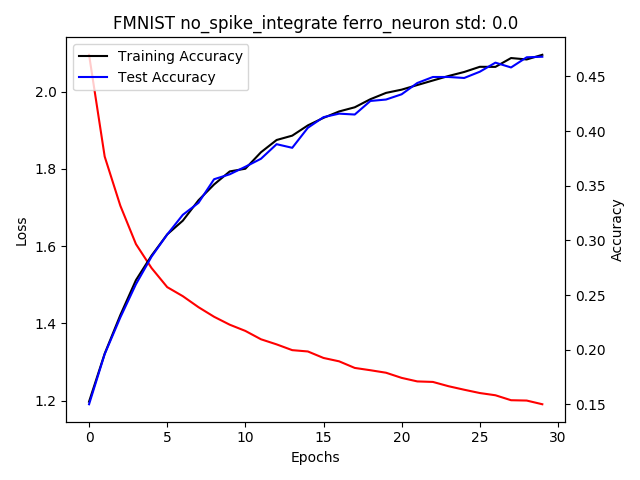 FMNIST no_spike_integrate ferro_neuron std: 0.0
Training Accuracy
Test Accuracy
2.0
1.8
1.6
1.4
1.2
Loss
0.45
0.40
0.35
0.30
0.25
0.20
0.15
Accuracy
0 5 10 15 20 25 30
Epochs